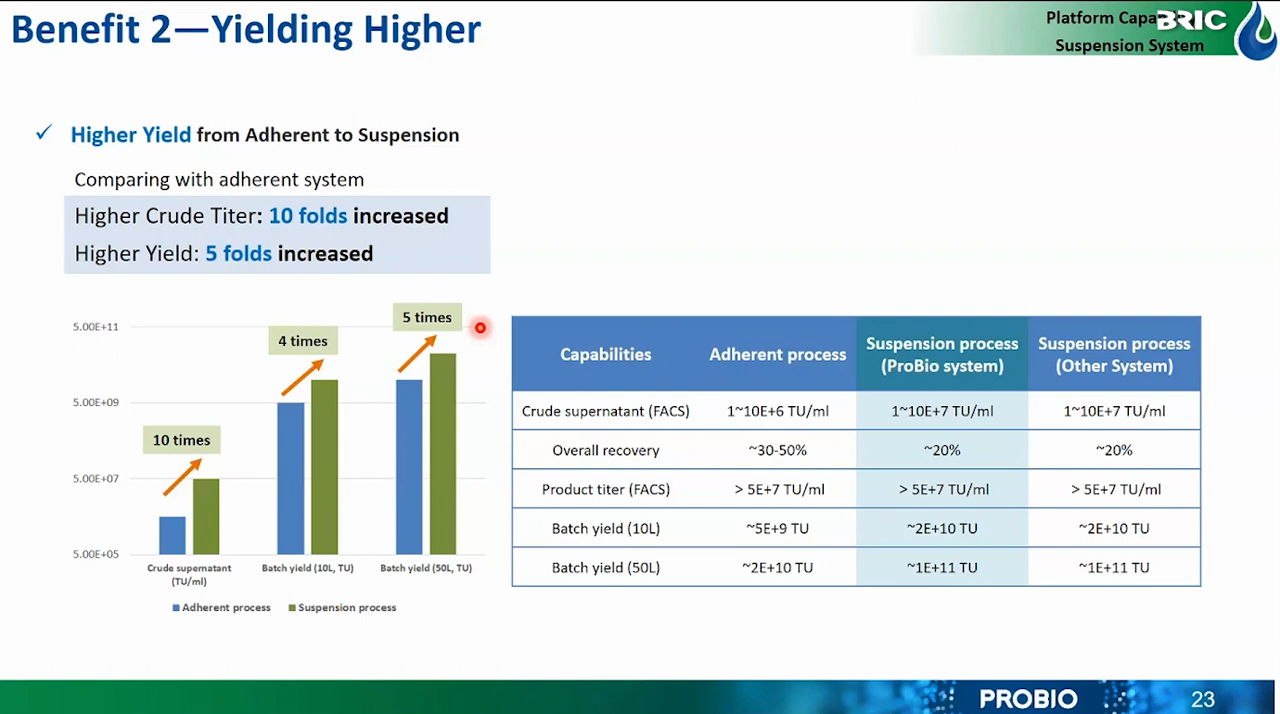 Benefit 2—Yielding Higher
Platform Capa
BRIC
Suspension System
✓ Higher Yield from Adherent to Suspension
Comparing with adherent system
Higher Crude Titer: 10 folds increased
Higher Yield: 5 folds increased
5.00E+11
5.00E+09
5.00E+07
5.00E+05
10 times
4 times
5 times
Crude supernatant
(TU/ml)
Batch yield (10L, TU)
Batch yield (50L, TU)
Adherent process
Suspension process
Capabilities
Adherent process
Suspension process
(ProBio system)
Suspension process
(Other System)
Crude supernatant (FACS) 1~10E+6 TU/ml 1~10E+7 TU/ml 1~10E+7 TU/ml
Overall recovery ~30-50% ~20% ~20%
Product titer (FACS) > 5E+7 TU/ml > 5E+7 TU/ml > 5E+7 TU/ml
Batch yield (10L) ~5E+9 TU ~2E+10 TU ~2E+10 TU
Batch yield (50L) ~2E+10 TU ~1E+11 TU ~1E+11 TU
PROBIO
23